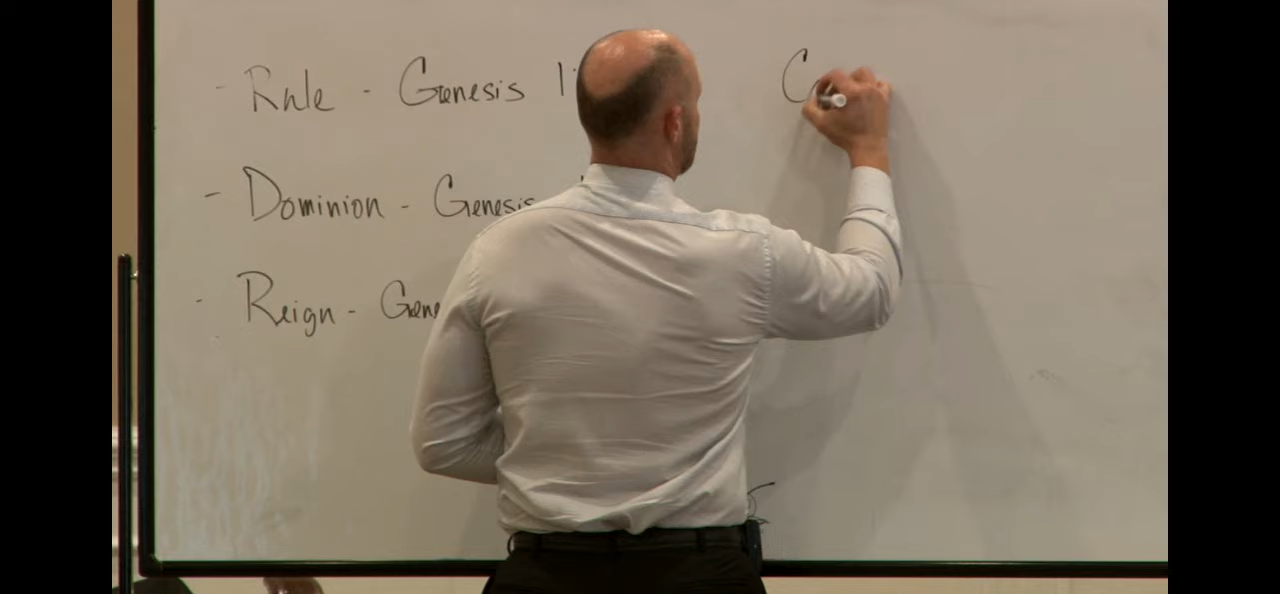 - Rule - Genesis 1:
- Dominion - Genesis
- Reign - Gene
C